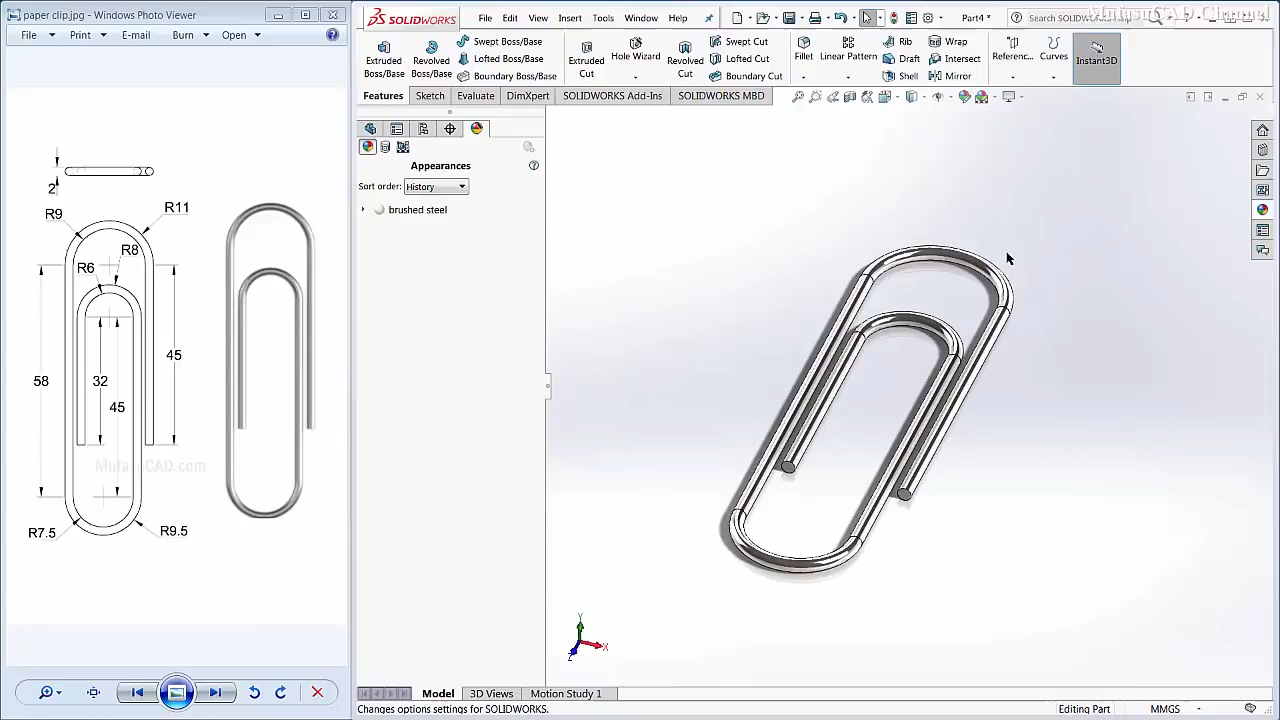 paper clip.jpg - Windows Photo Viewer
File Print E-mail Burn Open
2
R9
R11
R8
R6
58
32
45
45
R7.5
R9.5
MufasuCAD.com
SOLIDWORKS File Edit View Insert Tools Window Help Part4 * Search SOLIDWORKS
MufasuCAD Channel
Extruded Boss/Base
Revolved Boss/Base
Swept Boss/Base
Lofted Boss/Base
Boundary Boss/Base
Extruded Cut
Hole Wizard
Revolved Cut
Swept Cut
Lofted Cut
Boundary Cut
Fillet
Linear Pattern
Rib
Draft
Shell
Wrap
Intersect
Mirror
Referenc...
Curves
Instant3D
Features Sketch Evaluate DimXpert SOLIDWORKS Add-Ins SOLIDWORKS MBD
Appearances
Sort order: History
brushed steel
Y
X
Z
Model 3D Views Motion Study 1
Changes options settings for SOLIDWORKS. Editing Part MMGS